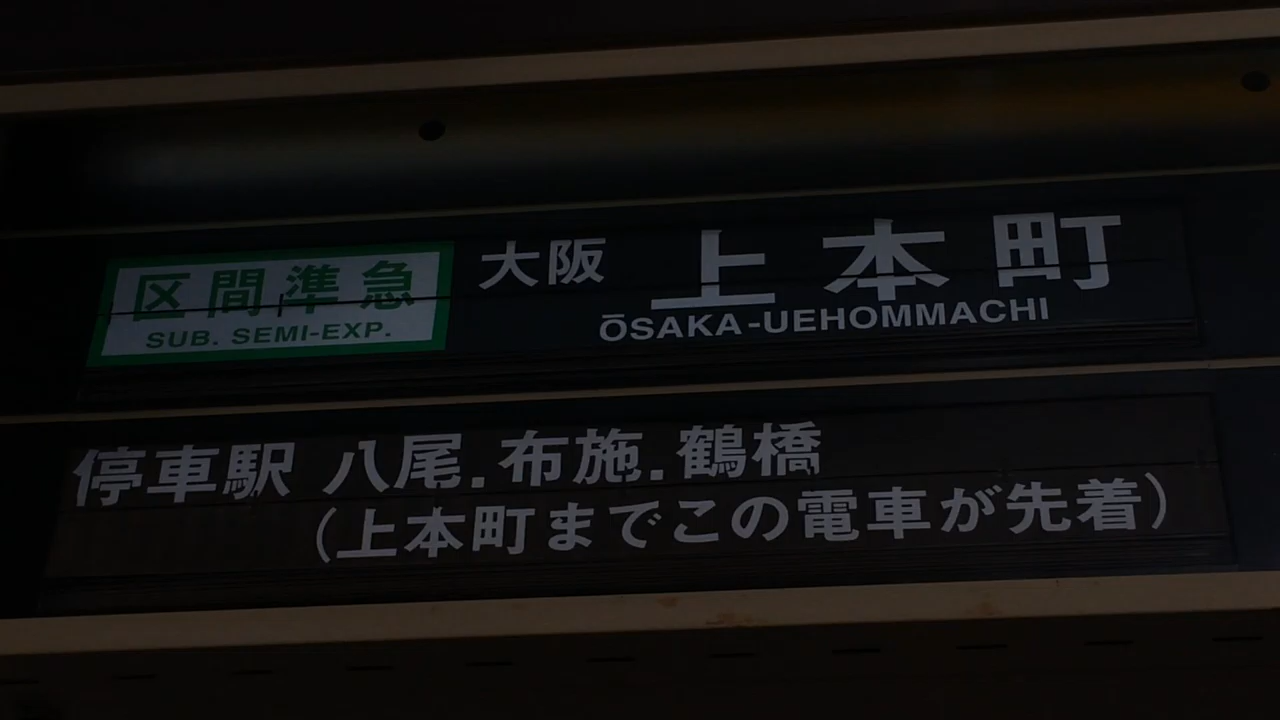 区間準急 大阪 上本町
SUB. SEMI-EXP. ŌSAKA-UEHOMMACHI
停車駅 八尾.布施.鶴橋
(上本町までこの電車が先着)